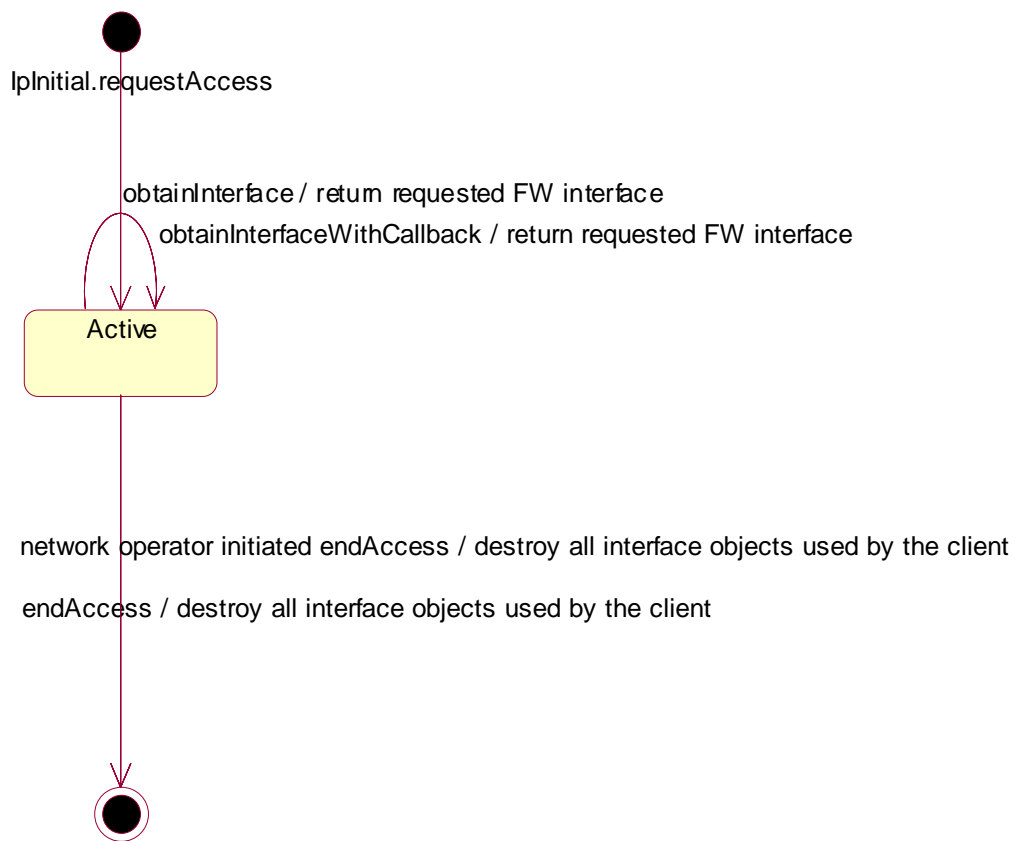 IpInitial.requestAccess
obtainInterface / return requested FW interface
obtainInterfaceWithCallback / return requested FW interface
Active
network operator initiated endAccess / destroy all interface objects used by the client
endAccess / destroy all interface objects used by the client